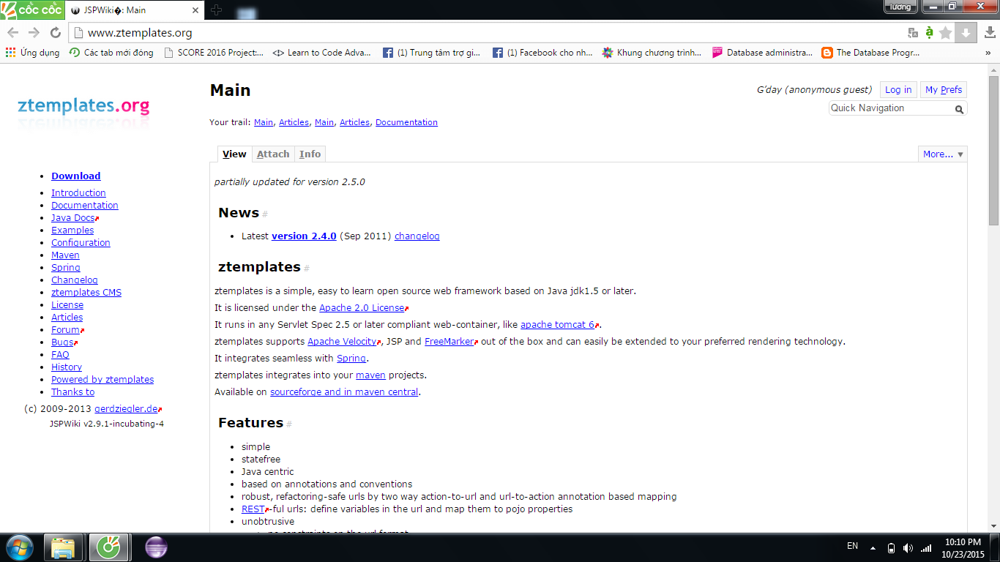 CỐC CỐC
JSPWiki�: Main
lương
www.ztemplates.org
Ứng dụng
Các tab mới đóng
SCORE 2016 Project:...
Learn to Code Adva...
(1) Trung tâm trợ gi...
(1) Facebook cho nh...
Khung chương trình...
Database administra...
The Database Progr...
»
ztemplates.org
Main
G'day (anonymous guest)
Log in
My Prefs
Quick Navigation
Your trail: Main, Articles, Main, Articles, Documentation
View
Attach
Info
More...
• Download
• Introduction
• Documentation
• Java Docs
• Examples
• Configuration
• Maven
• Spring
• Changelog
• ztemplates CMS
• License
• Articles
• Forum
• Bugs
• FAQ
• History
• Powered by ztemplates
• Thanks to
(c) 2009-2013 gerdziegler.de
JSPWiki v2.9.1-incubating-4
partially updated for version 2.5.0
News #
• Latest version 2.4.0 (Sep 2011) changelog
ztemplates #
ztemplates is a simple, easy to learn open source web framework based on Java jdk1.5 or later.
It is licensed under the Apache 2.0 License
It runs in any Servlet Spec 2.5 or later compliant web-container, like apache tomcat 6.
ztemplates supports Apache Velocity, JSP and FreeMarker out of the box and can easily be extended to your preferred rendering technology.
It integrates seamless with Spring.
ztemplates integrates into your maven projects.
Available on sourceforge and in maven central.
Features #
• simple
• statefree
• Java centric
• based on annotations and conventions
• robust, refactoring-safe urls by two way action-to-url and url-to-action annotation based mapping
• REST-ful urls: define variables in the url and map them to pojo properties
• unobtrusive
no constraints on the url format
EN
10:10 PM
10/23/2015